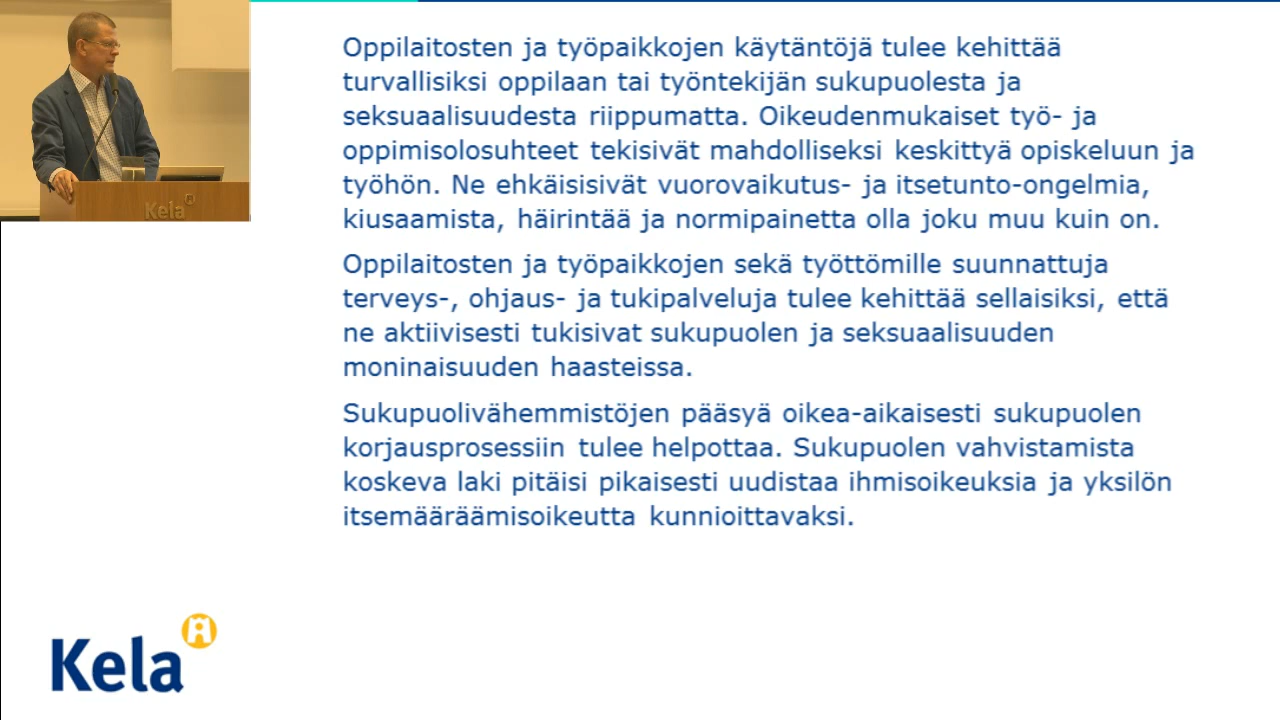 Oppilaitosten ja työpaikkojen käytäntöjä tulee kehittää
turvallisiksi oppilaan tai työntekijän sukupuolesta ja
seksuaalisuudesta riippumatta. Oikeudenmukaiset työ- ja
oppimisolosuhteet tekisivät mahdolliseksi keskittyä opiskeluun ja
työhön. Ne ehkäisisivät vuorovaikutus- ja itsetunto-ongelmia,
kiusaamista, häirintää ja normipainetta olla joku muu kuin on.
Oppilaitosten ja työpaikkojen sekä työttömille suunnattuja
terveys-, ohjaus- ja tukipalveluja tulee kehittää sellaisiksi, että
ne aktiivisesti tukisivat sukupuolen ja seksuaalisuuden
moninaisuuden haasteissa.
Sukupuolivähemmistöjen pääsyä oikea-aikaisesti sukupuolen
korjausprosessiin tulee helpottaa. Sukupuolen vahvistamista
koskeva laki pitäisi pikaisesti uudistaa ihmisoikeuksia ja yksilön
itsemääräämisoikeutta kunnioittavaksi.
Kela
Kela